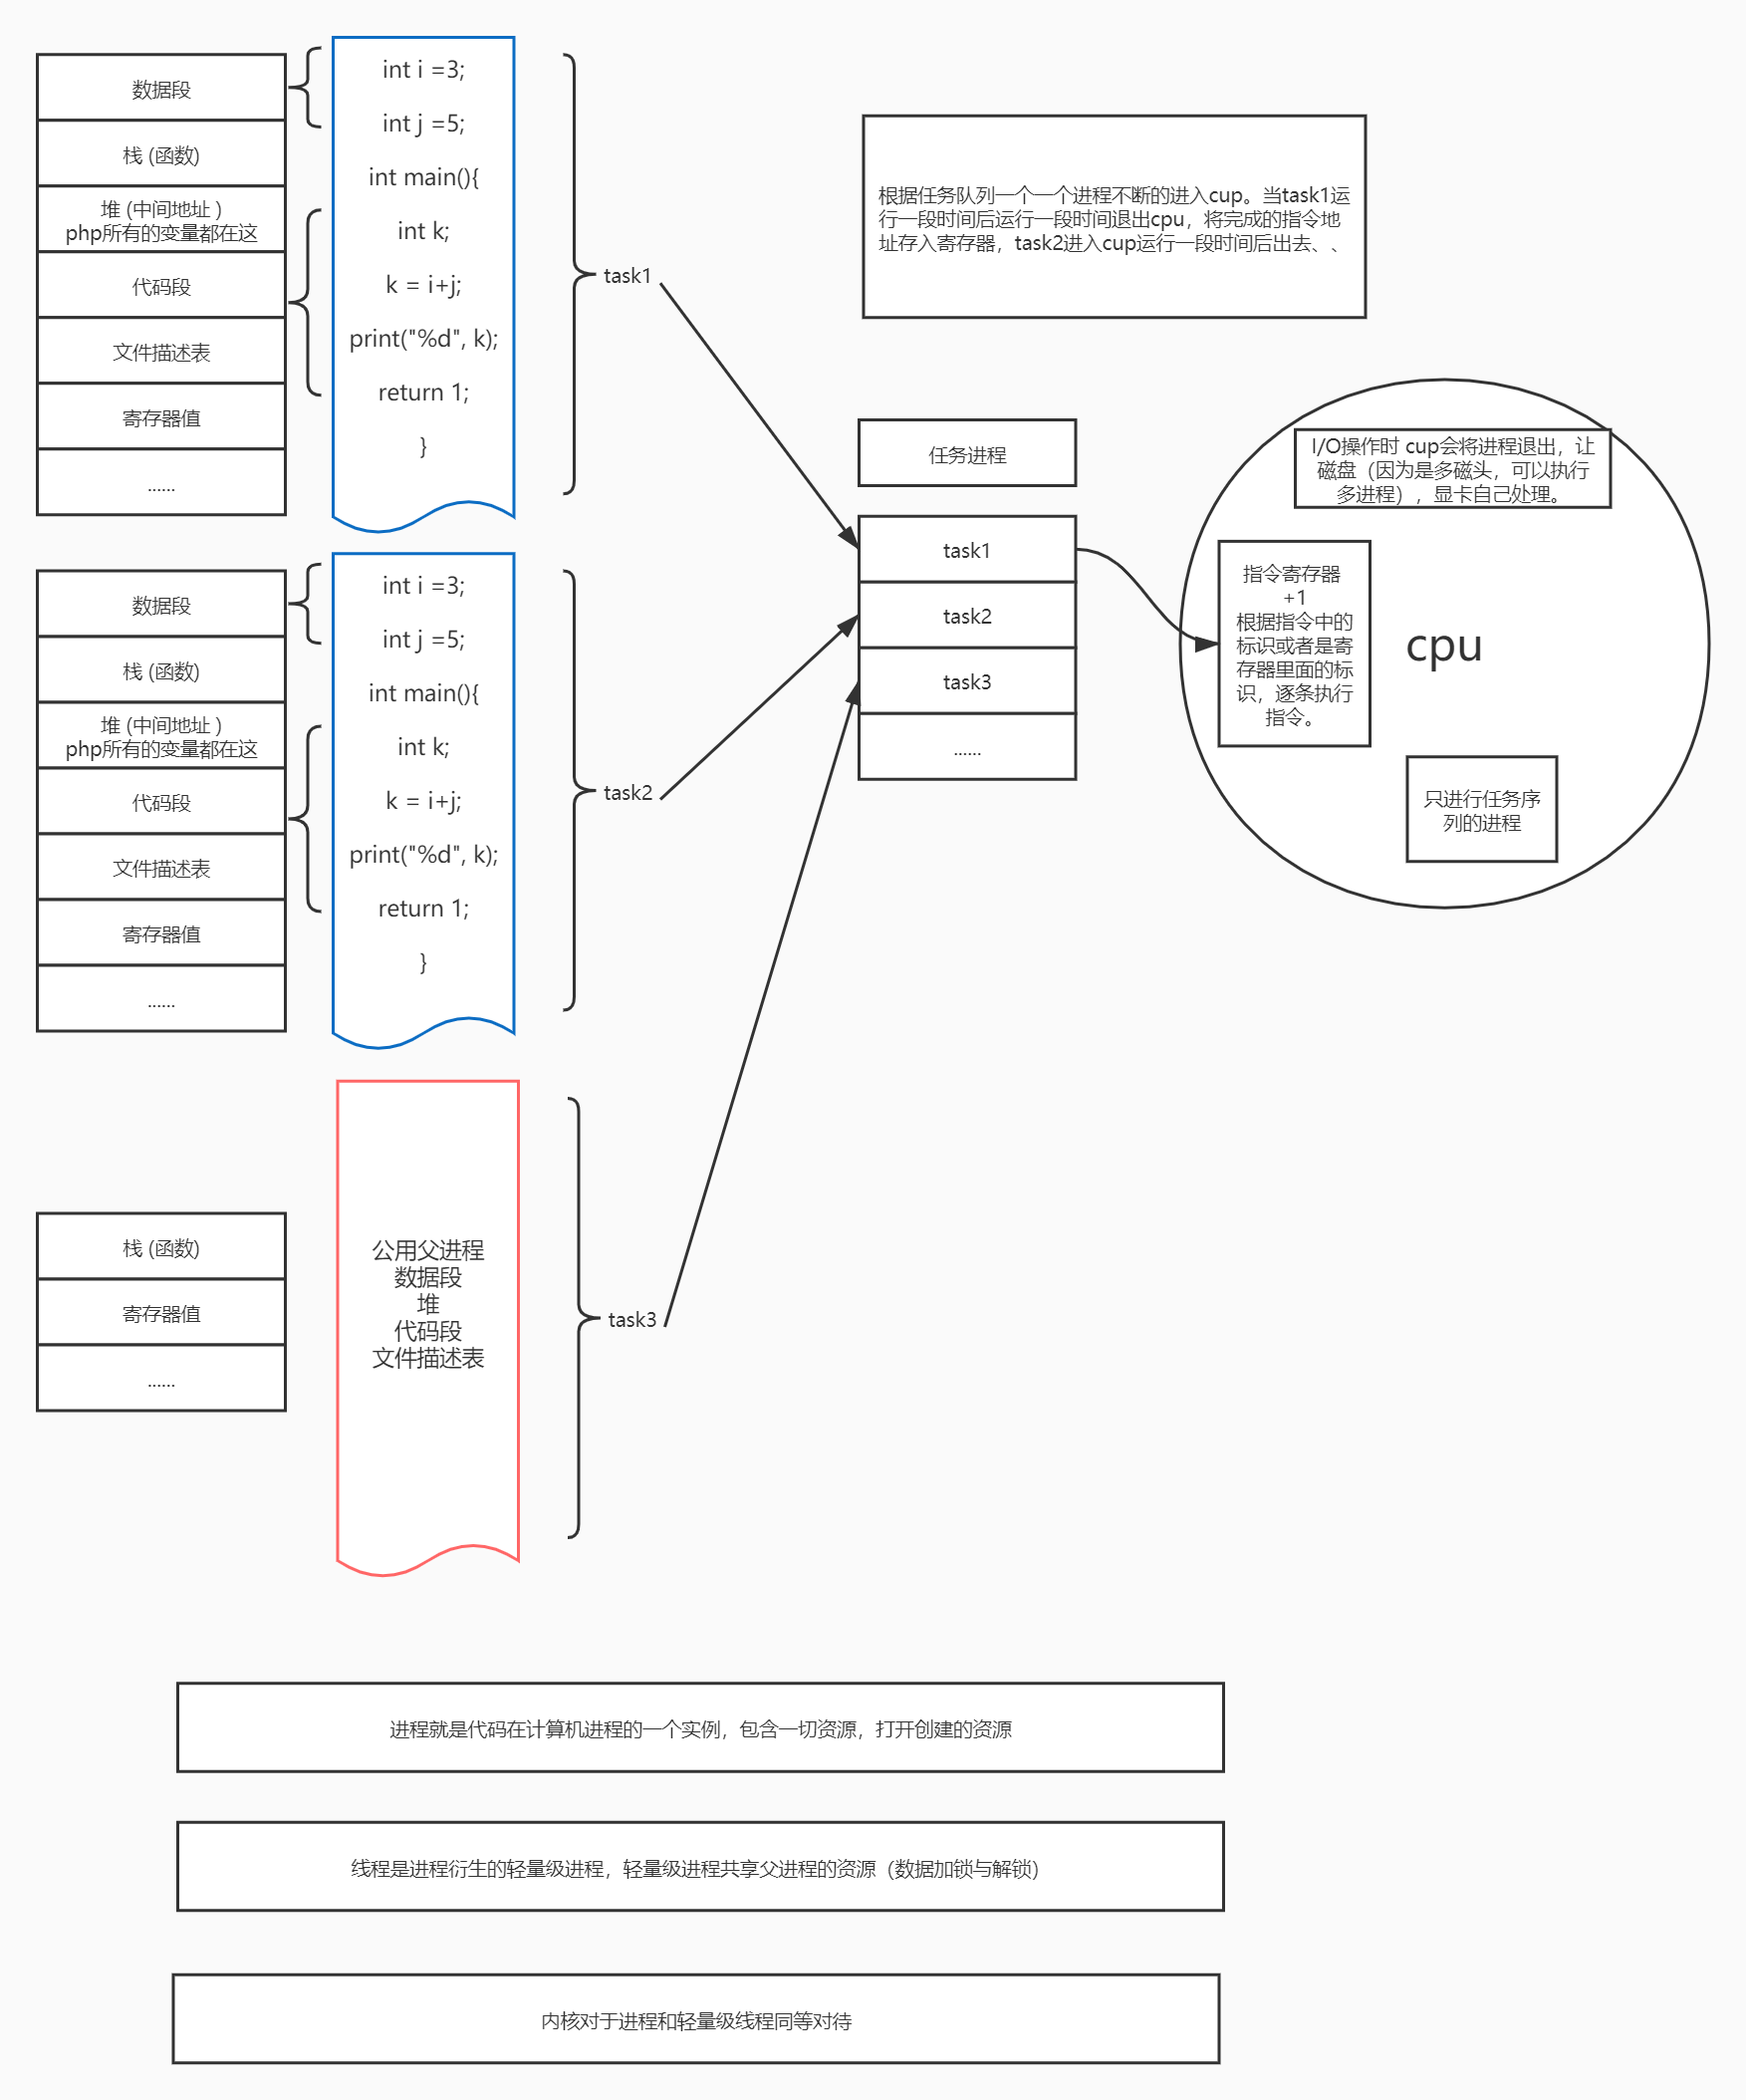 数据段
栈 (函数)
堆 (中间地址 )
php所有的变量都在这
代码段
文件描述表
寄存器值
......
int i =3;
int j =5;
int main(){
int k;
k = i+j;
print("%d", k);
return 1;
}
task1
根据任务队列一个一个进程不断的进入cup。当task1运
行一段时间后运行一段时间退出cpu，将完成的指令地
址存入寄存器，task2进入cup运行一段时间后出去、、
任务进程
task1
task2
task3
......
I/O操作时 cup会将进程退出，让
磁盘（因为是多磁头，可以执行
多进程），显卡自己处理。
指令寄存器
+1
根据指令中的
标识或者是寄
存器里面的标
识，逐条执行
指令。
cpu
只进行任务序
列的进程
数据段
栈 (函数)
堆 (中间地址 )
php所有的变量都在这
代码段
文件描述表
寄存器值
......
int i =3;
int j =5;
int main(){
int k;
k = i+j;
print("%d", k);
return 1;
}
task2
栈 (函数)
寄存器值
......
公用父进程
数据段
堆
代码段
文件描述表
task3
进程就是代码在计算机进程的一个实例，包含一切资源，打开创建的资源
线程是进程衍生的轻量级进程，轻量级进程共享父进程的资源（数据加锁与解锁）
内核对于进程和轻量级线程同等对待